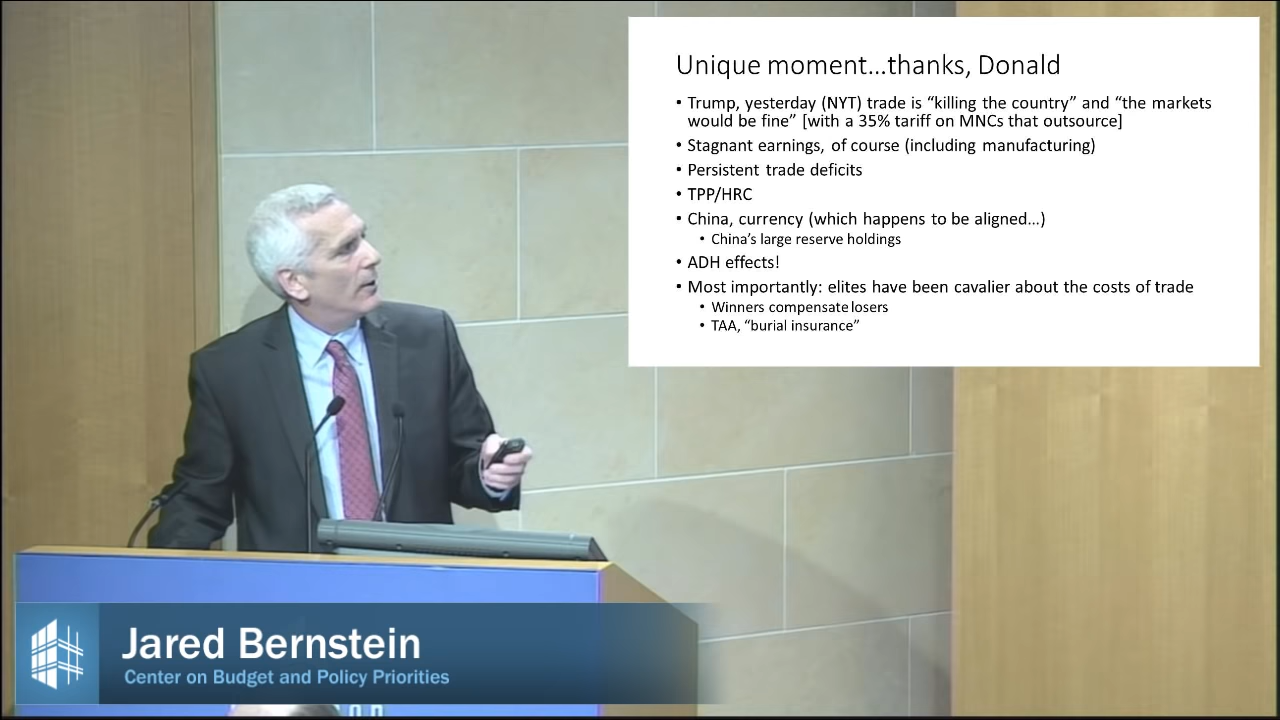 Unique moment...thanks, Donald
• Trump, yesterday (NYT) trade is “killing the country” and “the markets
would be fine” [with a 35% tariff on MNCs that outsource]
• Stagnant earnings, of course (including manufacturing)
• Persistent trade deficits
• TPP/HRC
• China, currency (which happens to be aligned...)
• China’s large reserve holdings
• ADH effects!
• Most importantly: elites have been cavalier about the costs of trade
• Winners compensate losers
• TAA, “burial insurance”
Jared Bernstein
Center on Budget and Policy Priorities